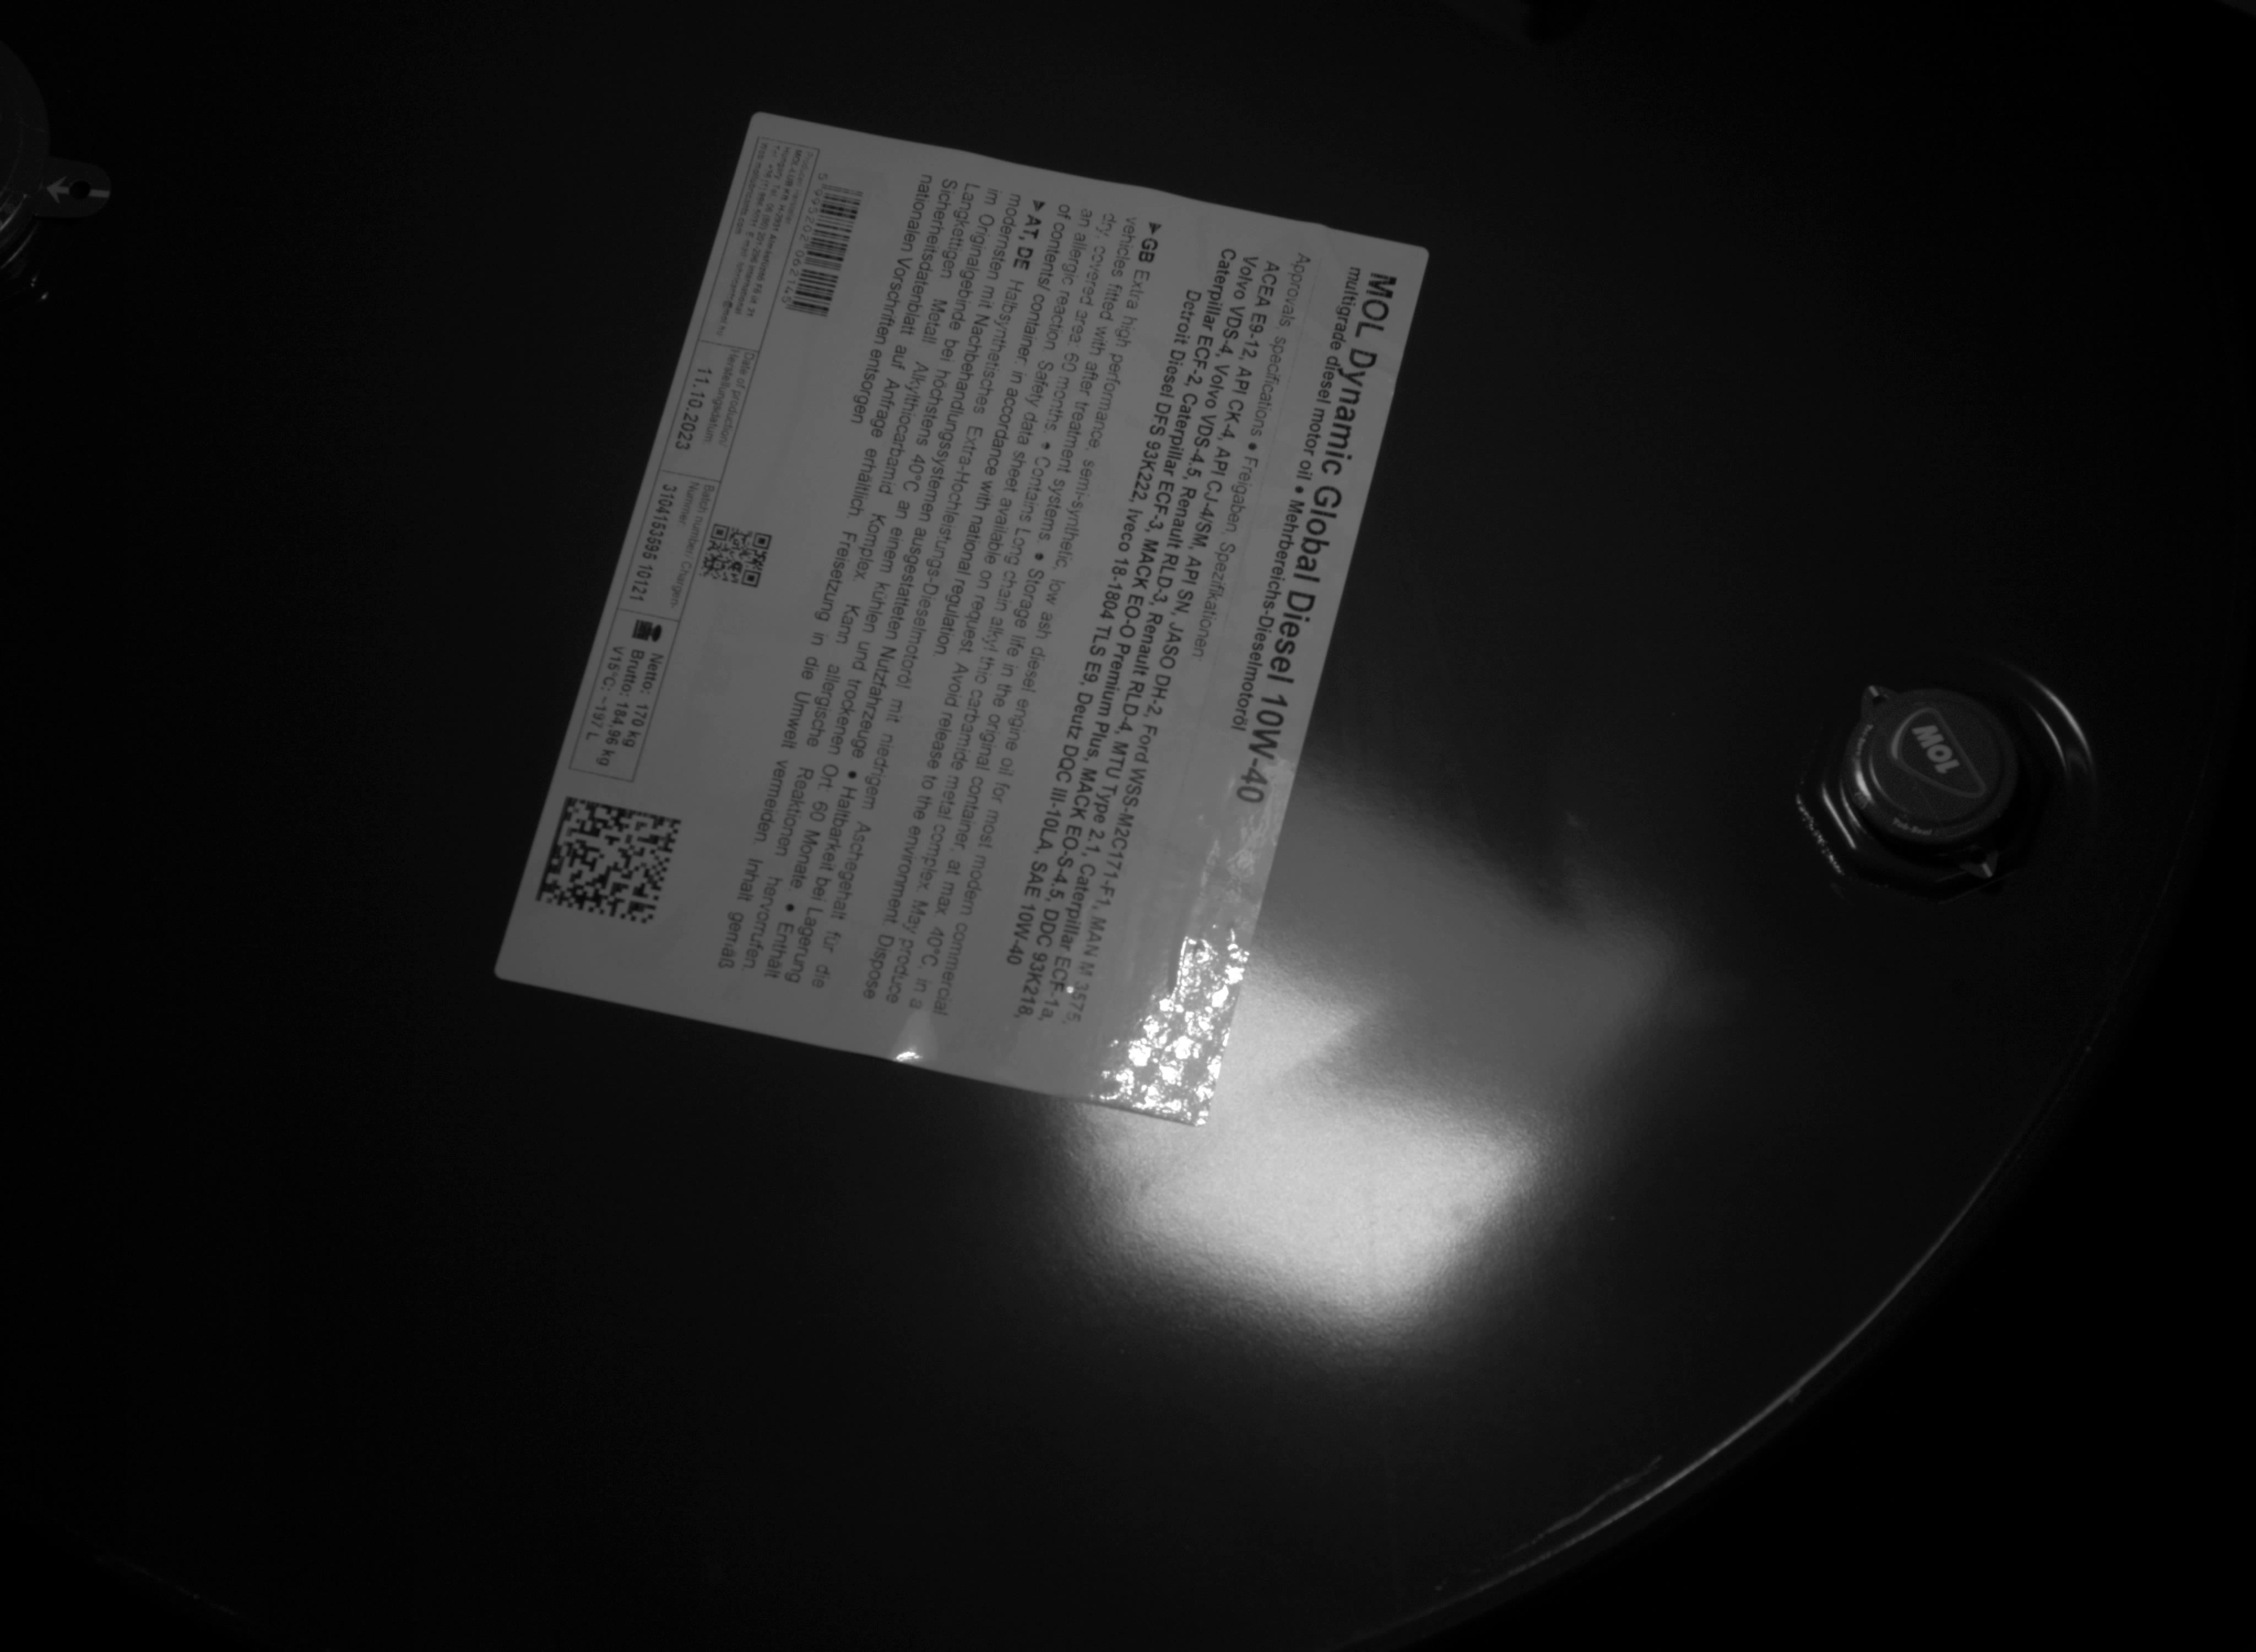 MOL Dynamic Global Diesel 10W-40
multigrade diesel motor oil • Mehrbereichs-Dieselmotoröl
Approvals, specifications • Freigaben, Spezifikationen:
ACEA E9-12, API CK-4, API CJ-4/SM, API SN, JASO DH-2, Ford WSS-M2C171-F1, MAN M 3575,
Volvo VDS-4, Volvo VDS-4.5, Renault RLD-3, Renault RLD-4, MTU Type 2.1, Caterpillar ECF-1a,
Caterpillar ECF-2, Caterpillar ECF-3, MACK EO-O Premium Plus, MACK EO-S-4.5, DDC 93K218,
Detroit Diesel DFS 93K222, Iveco 18-1804 TLS E9, Deutz DQC III-10LA, SAE 10W-40
GB Extra high performance, semi-synthetic, low ash diesel engine oil for most modern commercial
vehicles fitted with after treatment systems. • Storage life in the original container, at max. 40°C, in a
dry, covered area: 60 months. • Contains Long chain alkyl thio carbamide metal complex. May produce
an allergic reaction. Safety data sheet available on request. Avoid release to the environment. Dispose
of contents/ container in accordance with national regulation.
AT, DE Halbsynthetisches Extra-Hochleistungs-Dieselmotoröl mit niedrigem Aschegehalt für die
modernsten mit Nachbehandlungssystemen ausgestatteten Nutzfahrzeuge • Haltbarkeit bei Lagerung
im Originalgebinde bei höchstens 40°C an einem kühlen und trockenen Ort: 60 Monate. • Enthält
Langkettigen Metall Alkylthiocarbamid Komplex. Kann allergische Reaktionen hervorrufen.
Sicherheitsdatenblatt auf Anfrage erhältlich. Freisetzung in die Umwelt vermeiden. Inhalt gemäß
nationalen Vorschriften entsorgen
Date of production/
Herstellungsdatum:
11.10.2023
Batch number/ Chargen-
Nummer:
3104153596 10121
Netto: 170 kg
Brutto: 184,96 kg
V15°C: ~197 L
MOL